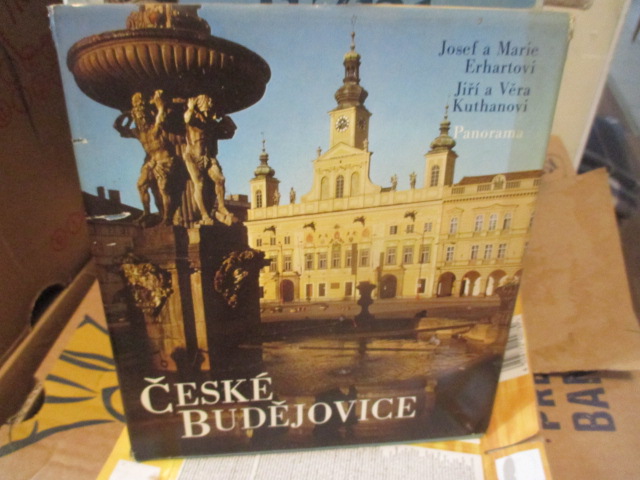 Josef a Marie
Erhartovi
Jiří a Věra
Kuthanovi
Panorama
ČESKÉ
BUDĚJOVICE